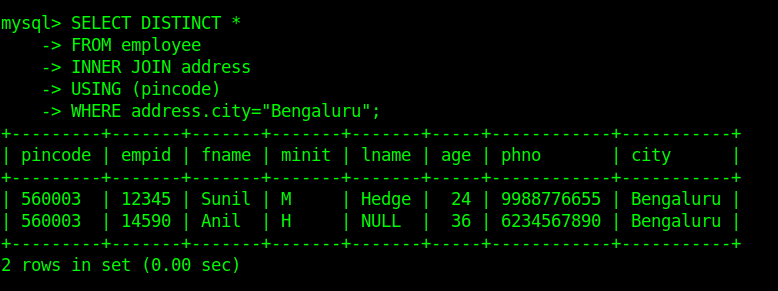 mysql> SELECT DISTINCT *
    -> FROM employee
    -> INNER JOIN address
    -> USING (pincode)
    -> WHERE address.city="Bengaluru";
+---------+-------+-------+-------+-------+-----+------------+-----------+
| pincode | empid | fname | minit | lname | age | phno       | city      |
+---------+-------+-------+-------+-------+-----+------------+-----------+
| 560003  | 12345 | Sunil | M     | Hedge |  24 | 9988776655 | Bengaluru |
| 560003  | 14590 | Anil  | H     | NULL  |  36 | 6234567890 | Bengaluru |
+---------+-------+-------+-------+-------+-----+------------+-----------+
2 rows in set (0.00 sec)